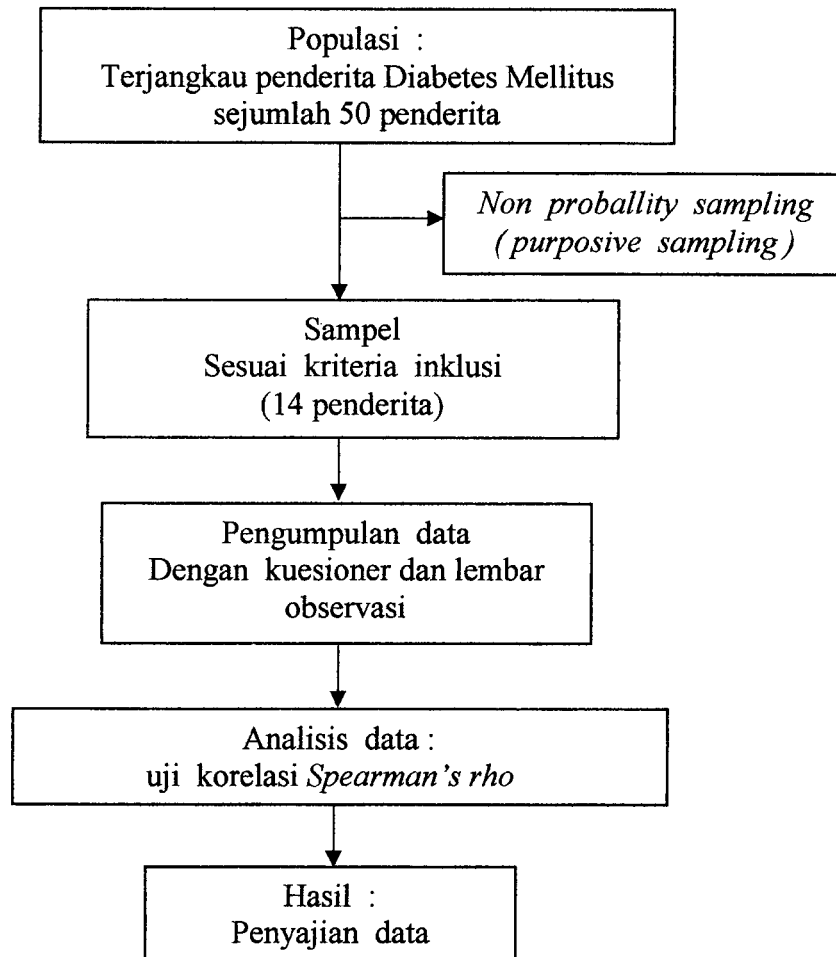 Populasi :
Terjangkau penderita Diabetes Mellitus
sejumlah 50 penderita
Non proballity sampling
( purposive sampling )
Sampel
Sesuai kriteria inklusi
(14 penderita)
Pengumpulan data
Dengan kuesioner dan lembar
observasi
Analisis data :
uji korelasi Spearman's rho
Hasil :
Penyajian data